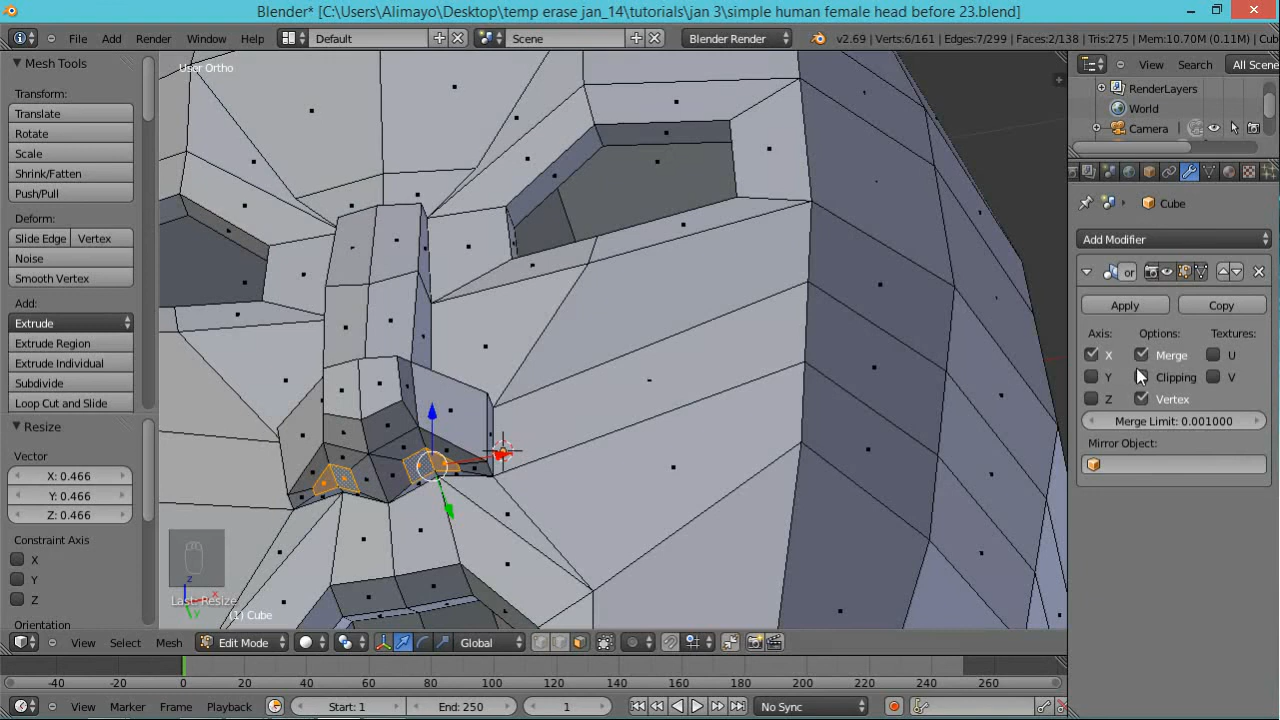 Blender* [C:\Users\Alimayo\Desktop\temp erase jan_14\tutorials\jan 3\simple human female head before 23.blend]
File Add Render Window Help Default Scene Blender Render v2.69 | Verts:6/161 | Edges:7/299 | Faces:2/138 | Tris:275 | Mem:10.70M (0.11M) | Cub
Mesh Tools
Transform:
Translate
Rotate
Scale
Shrink/Fatten
Push/Pull
Deform:
Slide Edge Vertex
Noise
Smooth Vertex
Add:
Extrude
Extrude Region
Extrude Individual
Subdivide
Loop Cut and Slide
Resize
Vector
X: 0.466
Y: 0.466
Z: 0.466
Constraint Axis
X
Y
Z
Orientation
User Ortho
Last: Resize
z
x
Y
(1) Cube
View Search All Scene
RenderLayers
World
Camera
Cube
Add Modifier
or
Apply Copy
Axis: Options: Textures:
X Merge U
Y Clipping V
Z Vertex
Merge Limit: 0.001000
Mirror Object:
View Select Mesh Edit Mode Global
-40 -20 0 20 40 60 80 100 120 140 160 180 200 220 240 260
View Marker Frame Playback Start: 1 End: 250 1 No Sync